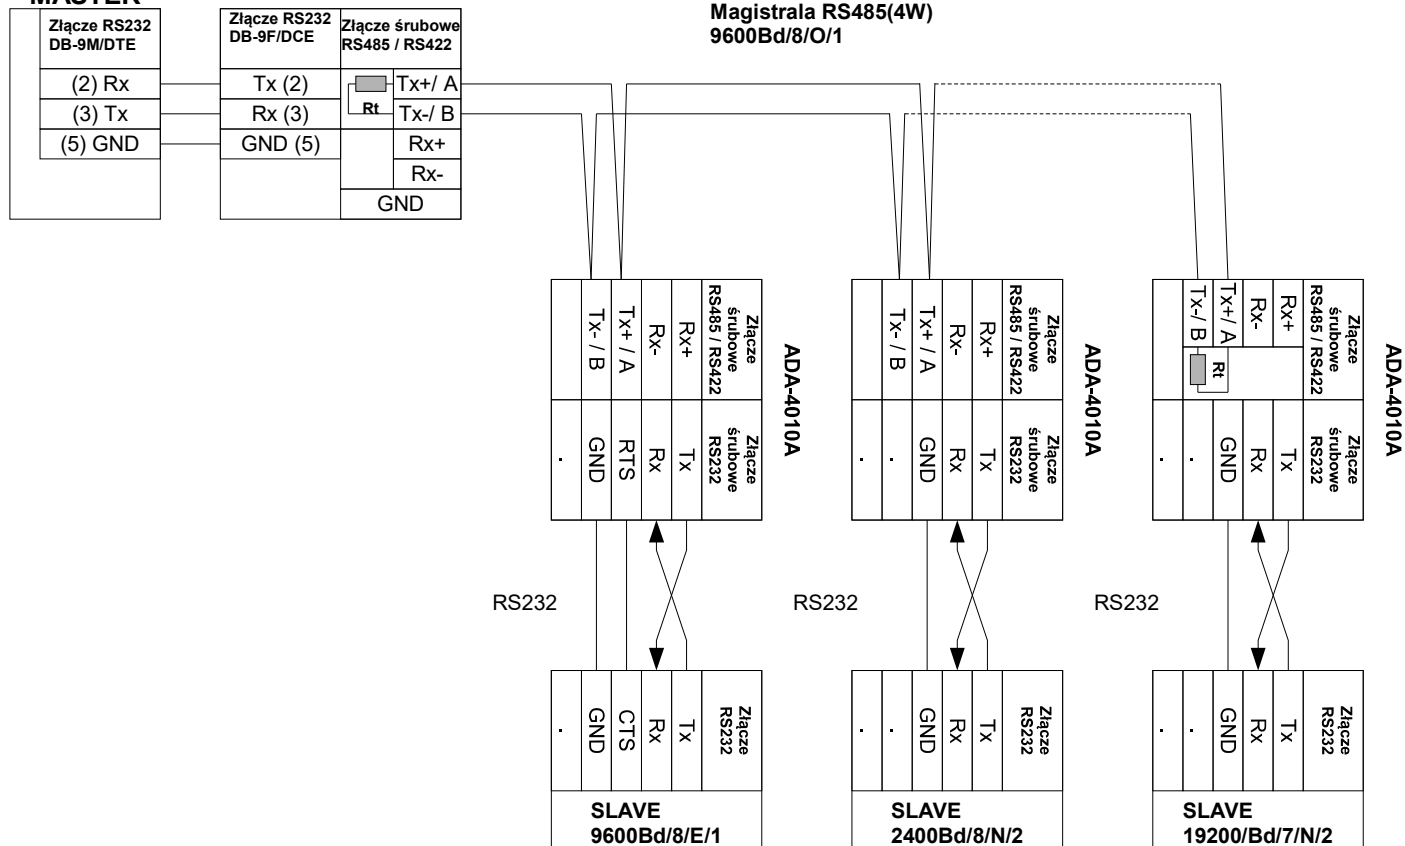 MASTER
Złącze RS232
DB-9M/DTE
(2) Rx
(3) Tx
(5) GND
Złącze RS232
DB-9F/DCE
Tx (2)
Rx (3)
GND (5)
Złącze śrubowe
RS485 / RS422
Rt
Tx+/ A
Tx-/ B
Rx+
Rx-
GND
Magistrala RS485(4W)
9600Bd/8/O/1
Złącze
śrubowe
RS485 / RS422
Rx+
Rx-
Tx+ / A
Tx- / B
ADA-4010A
Złącze
śrubowe
RS232
Tx
Rx
RTS
GND
.
RS232
Złącze
RS232
Tx
Rx
CTS
GND
.
SLAVE
9600Bd/8/E/1
Złącze
śrubowe
RS485 / RS422
Rx+
Rx-
Tx+ / A
Tx- / B
ADA-4010A
Złącze
śrubowe
RS232
Tx
Rx
GND
.
.
RS232
Złącze
RS232
Tx
Rx
GND
.
.
SLAVE
2400Bd/8/N/2
Złącze
śrubowe
RS485 / RS422
Rx+
Rx-
Tx+/ A
Tx-/ B
Rt
ADA-4010A
Złącze
śrubowe
RS232
Tx
Rx
GND
.
.
RS232
Złącze
RS232
Tx
Rx
GND
.
.
SLAVE
19200/Bd/7/N/2